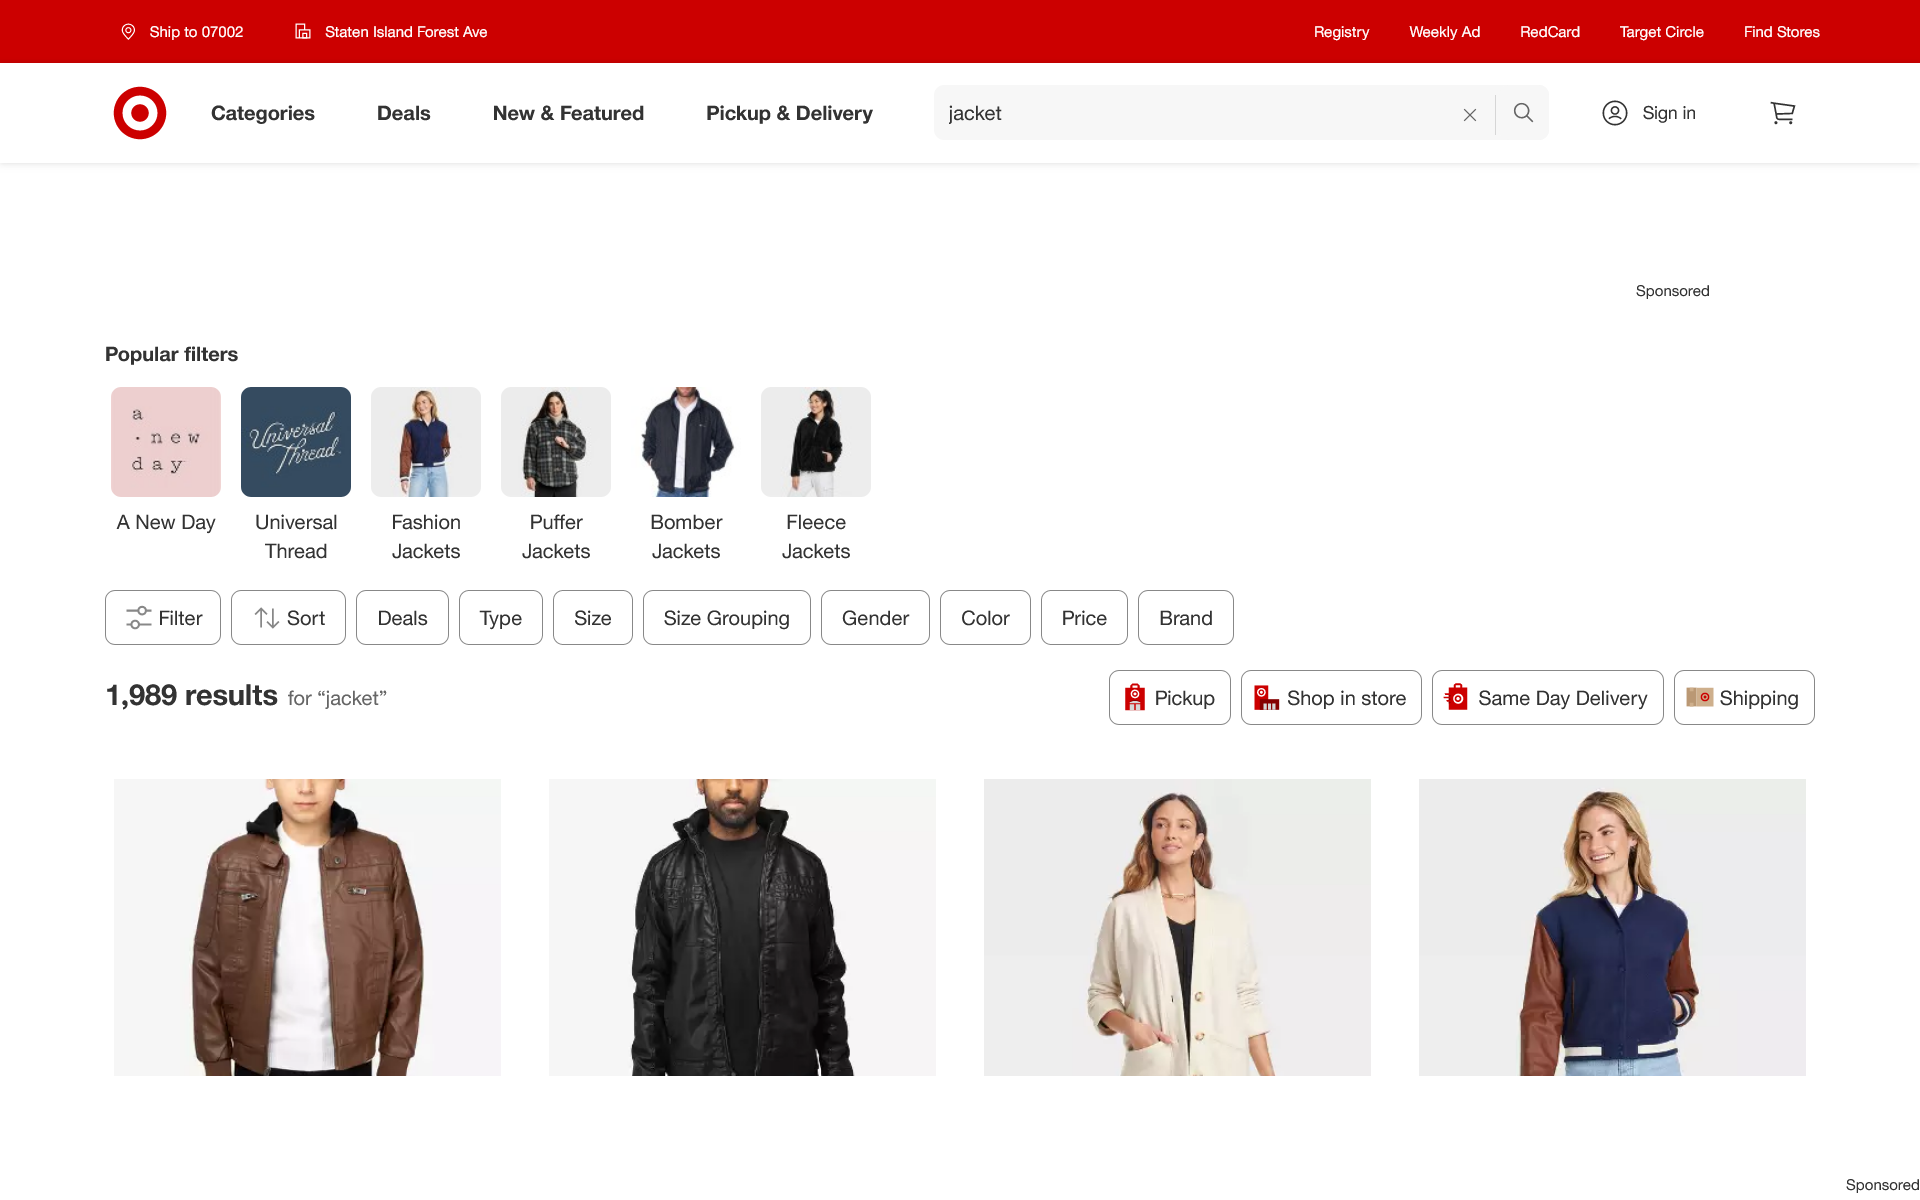 Ship to 07002
Staten Island Forest Ave
Registry
Weekly Ad
RedCard
Target Circle
Find Stores
Categories
Deals
New & Featured
Pickup & Delivery
jacket
Sign in
Sponsored
Popular filters
a
· new
day
Universal
Thread
A New Day
Universal
Thread
Fashion
Jackets
Puffer
Jackets
Bomber
Jackets
Fleece
Jackets
Filter
Sort
Deals
Type
Size
Size Grouping
Gender
Color
Price
Brand
1,989 results for “jacket”
Pickup
Shop in store
Same Day Delivery
Shipping
Sponsored